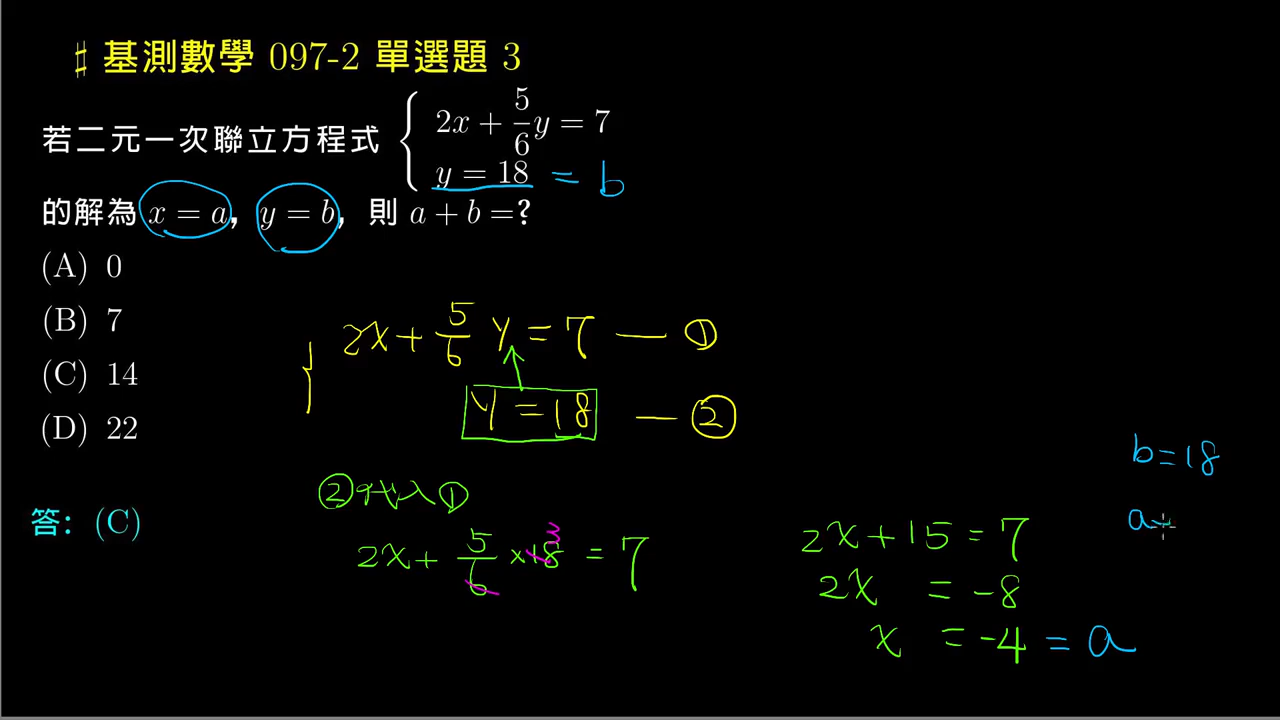 ♯ 基測數學 097-2 單選題 3
若二元一次聯立方程式 { 2x + 5/6 y = 7
y = 18 = b
的解為 x = a，y = b，則 a + b =?
(A) 0
(B) 7
(C) 14
(D) 22
答: (C)
{ 2x + 5/6 y = 7 — ①
y = 18 — ②
②代入①
2x + 5/6 × 18 = 7
3
2x + 15 = 7
2x = -8
x = -4 = a
b = 18
a+